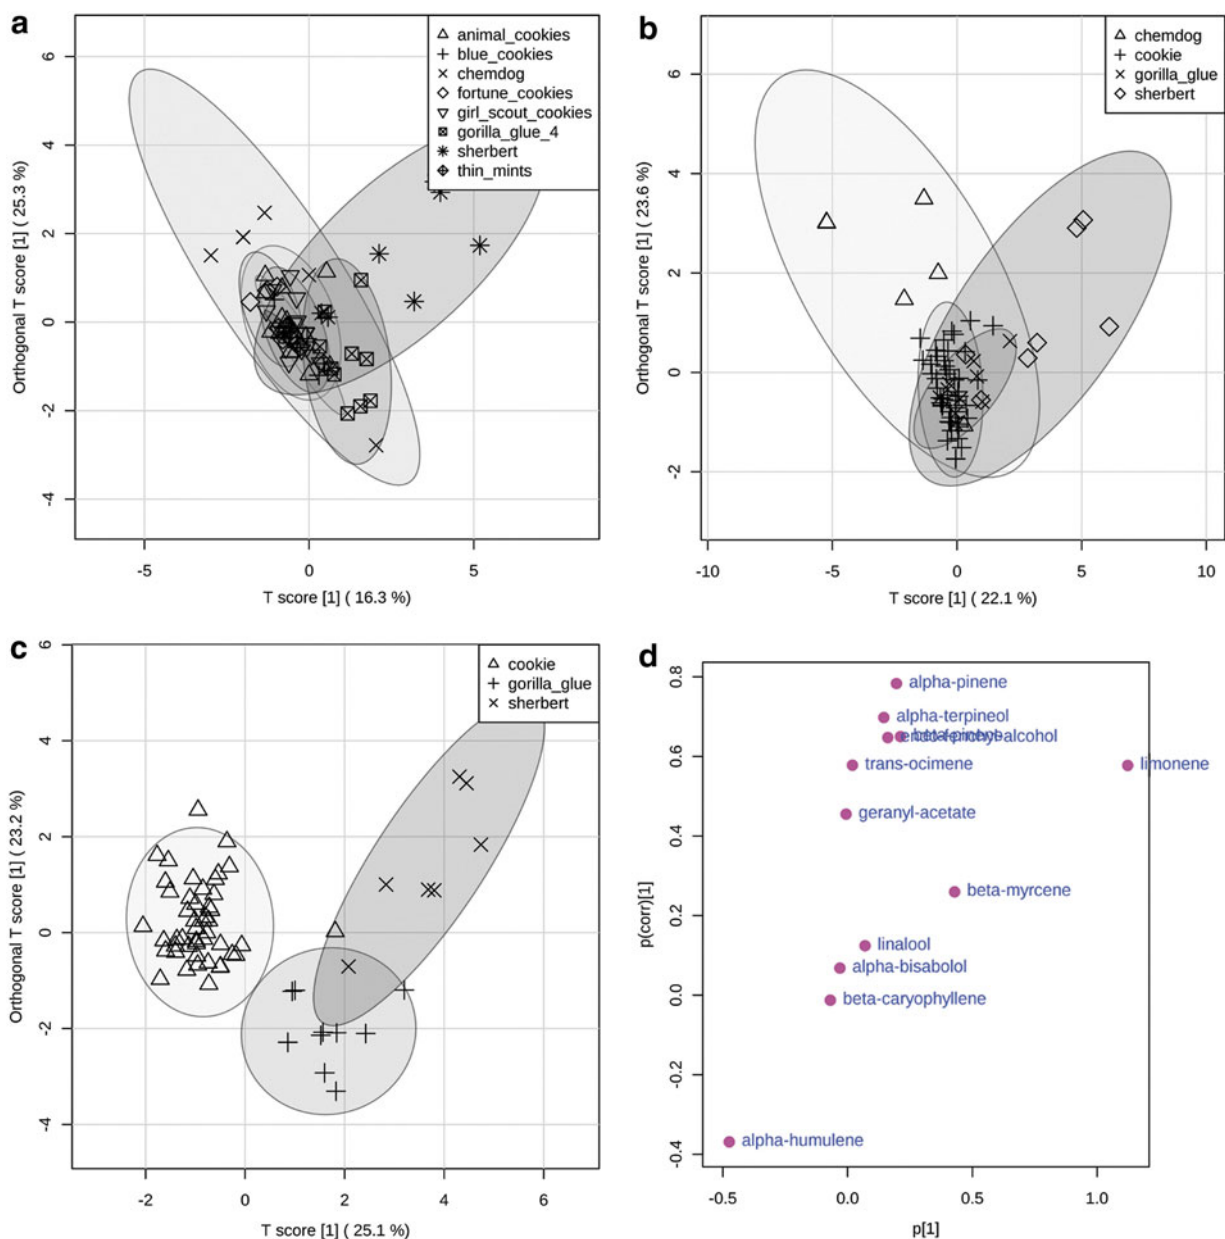 a
animal_cookies
blue_cookies
chemdog
fortune_cookies
girl_scout_cookies
gorilla_glue_4
sherbert
thin_mints
Orthogonal T score [1] ( 25.3 %)
6
4
2
0
-2
-4
-5
0
5
T score [1] ( 16.3 %)
b
chemdog
cookie
gorilla_glue
sherbert
Orthogonal T score [1] ( 23.6 %)
6
4
2
0
-2
-10
-5
0
5
10
T score [1] ( 22.1 %)
c
cookie
gorilla_glue
sherbert
Orthogonal T score [1] ( 23.2 %)
6
4
2
0
-2
-4
-2
0
2
4
6
T score [1] ( 25.1 %)
d
alpha-pinene
alpha-terpineol
endo-fenchyl-alcohol
trans-ocimene
limonene
geranyl-acetate
beta-myrcene
linalool
alpha-bisabolol
beta-caryophyllene
alpha-humulene
p(corr)[1]
0.8
0.6
0.4
0.2
0.0
-0.2
-0.4
-0.5
0.0
0.5
1.0
p[1]